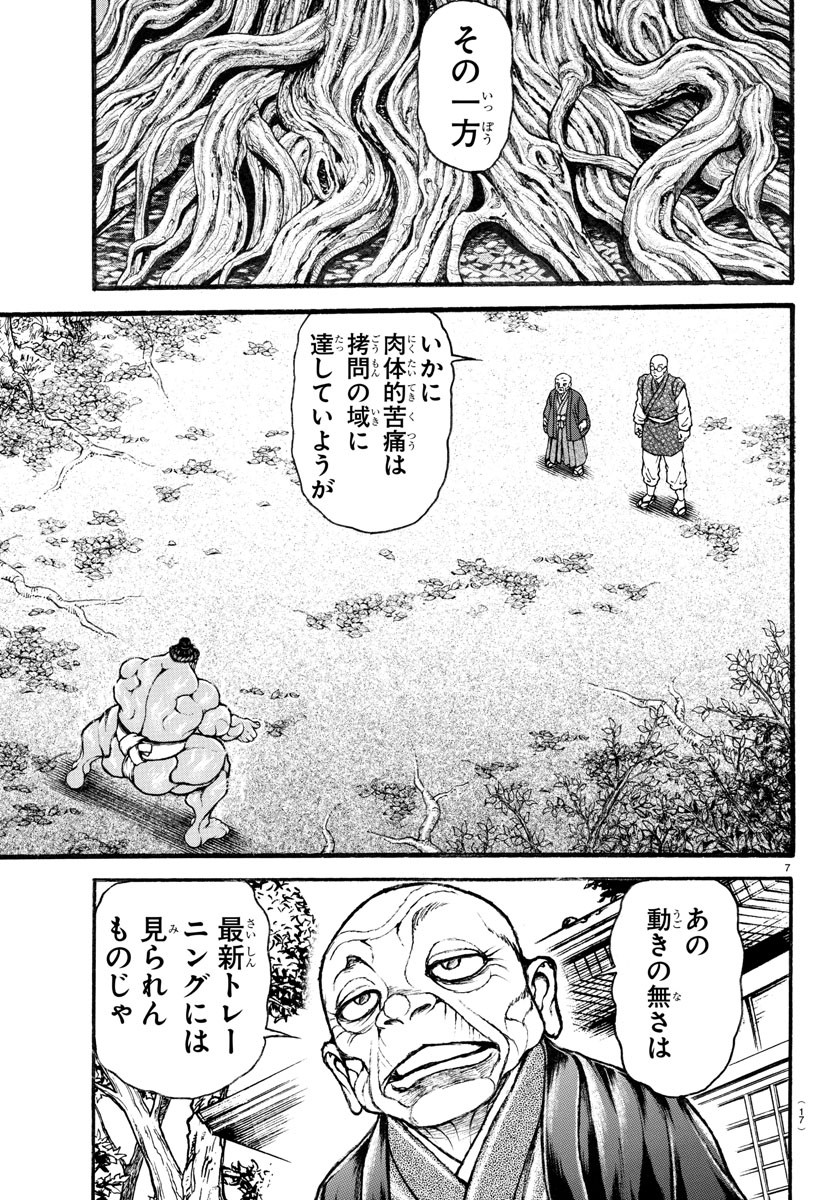 その
一方
いかに
肉体的苦痛は
拷問の域に
達していようが
7
あの
動きの無さは
最新トレー
ニングには
見られん
ものじゃ
(17)